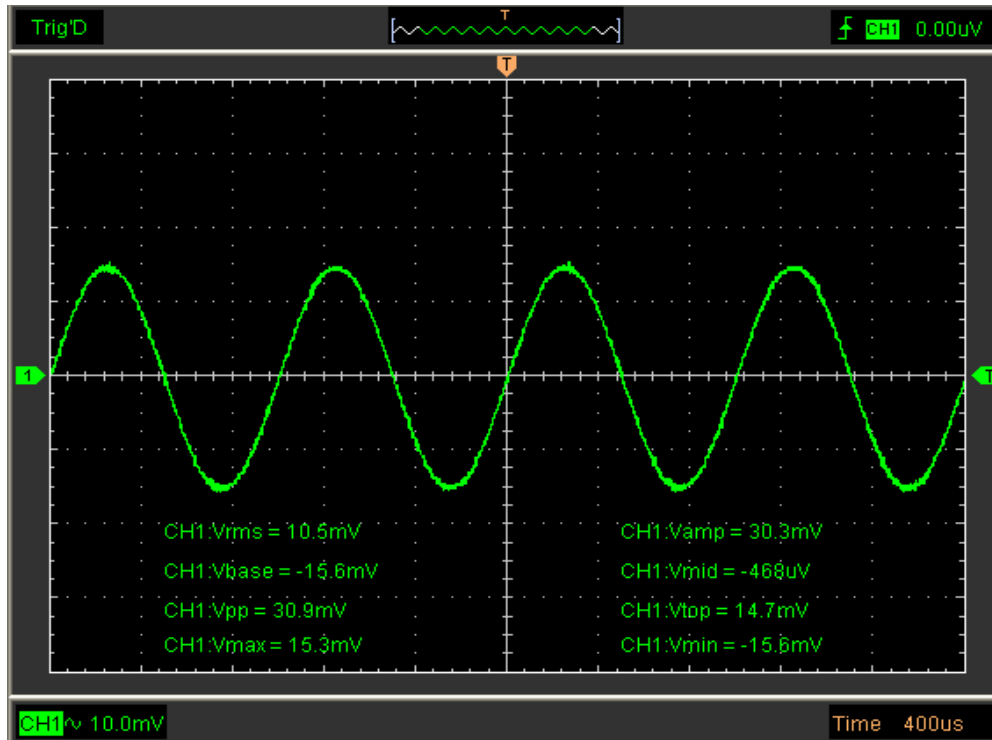 Trig'D
T
CH1 0.00uV
T
1
T
CH1:Vrms = 10.5mV
CH1:Vamp = 30.3mV
CH1:Vbase = -15.6mV
CH1:Vmid = -468uV
CH1:Vpp = 30.9mV
CH1:Vtop = 14.7mV
CH1:Vmax = 15.3mV
CH1:Vmin = -15.6mV
CH1 10.0mV
Time 400us